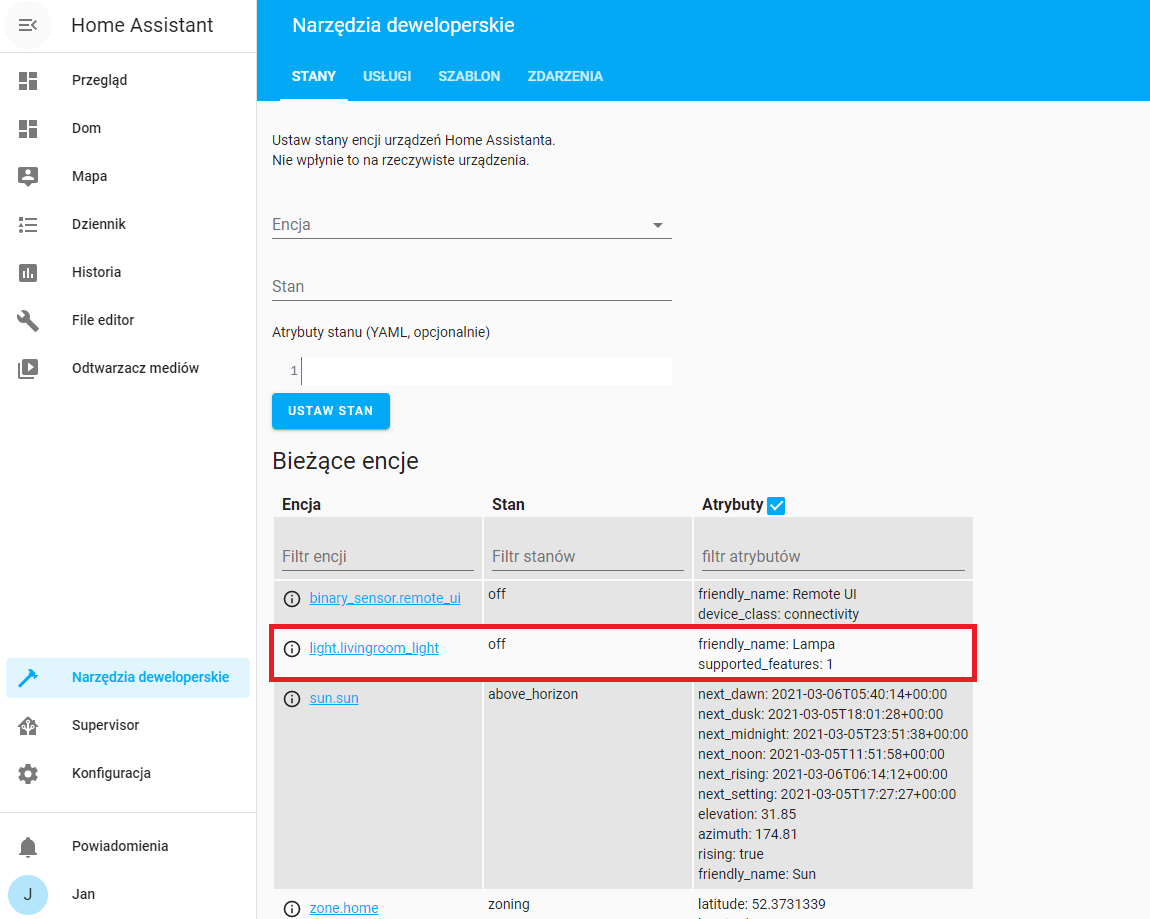 Home Assistant
Przegląd
Dom
Mapa
Dziennik
Historia
File editor
Odtwarzacz mediów
Narzędzia deweloperskie
Supervisor
Konfiguracja
Powiadomienia
J Jan
Narzędzia deweloperskie
STANY USŁUGI SZABLON ZDARZENIA
Ustaw stany encji urządzeń Home Assistanta.
Nie wpłynie to na rzeczywiste urządzenia.
Encja
Stan
Atrybuty stanu (YAML, opcjonalnie)
1
USTAW STAN
Bieżące encje
Encja Stan Atrybuty
Filtr encji Filtr stanów filtr atrybutów
binary_sensor.remote_ui off friendly_name: Remote UI
device_class: connectivity
light.livingroom_light off friendly_name: Lampa
supported_features: 1
sun.sun above_horizon next_dawn: 2021-03-06T05:40:14+00:00
next_dusk: 2021-03-05T18:01:28+00:00
next_midnight: 2021-03-05T23:51:38+00:00
next_noon: 2021-03-05T11:51:58+00:00
next_rising: 2021-03-06T06:14:12+00:00
next_setting: 2021-03-05T17:27:27+00:00
elevation: 31.85
azimuth: 174.81
rising: true
friendly_name: Sun
zone.home zoning latitude: 52.3731339